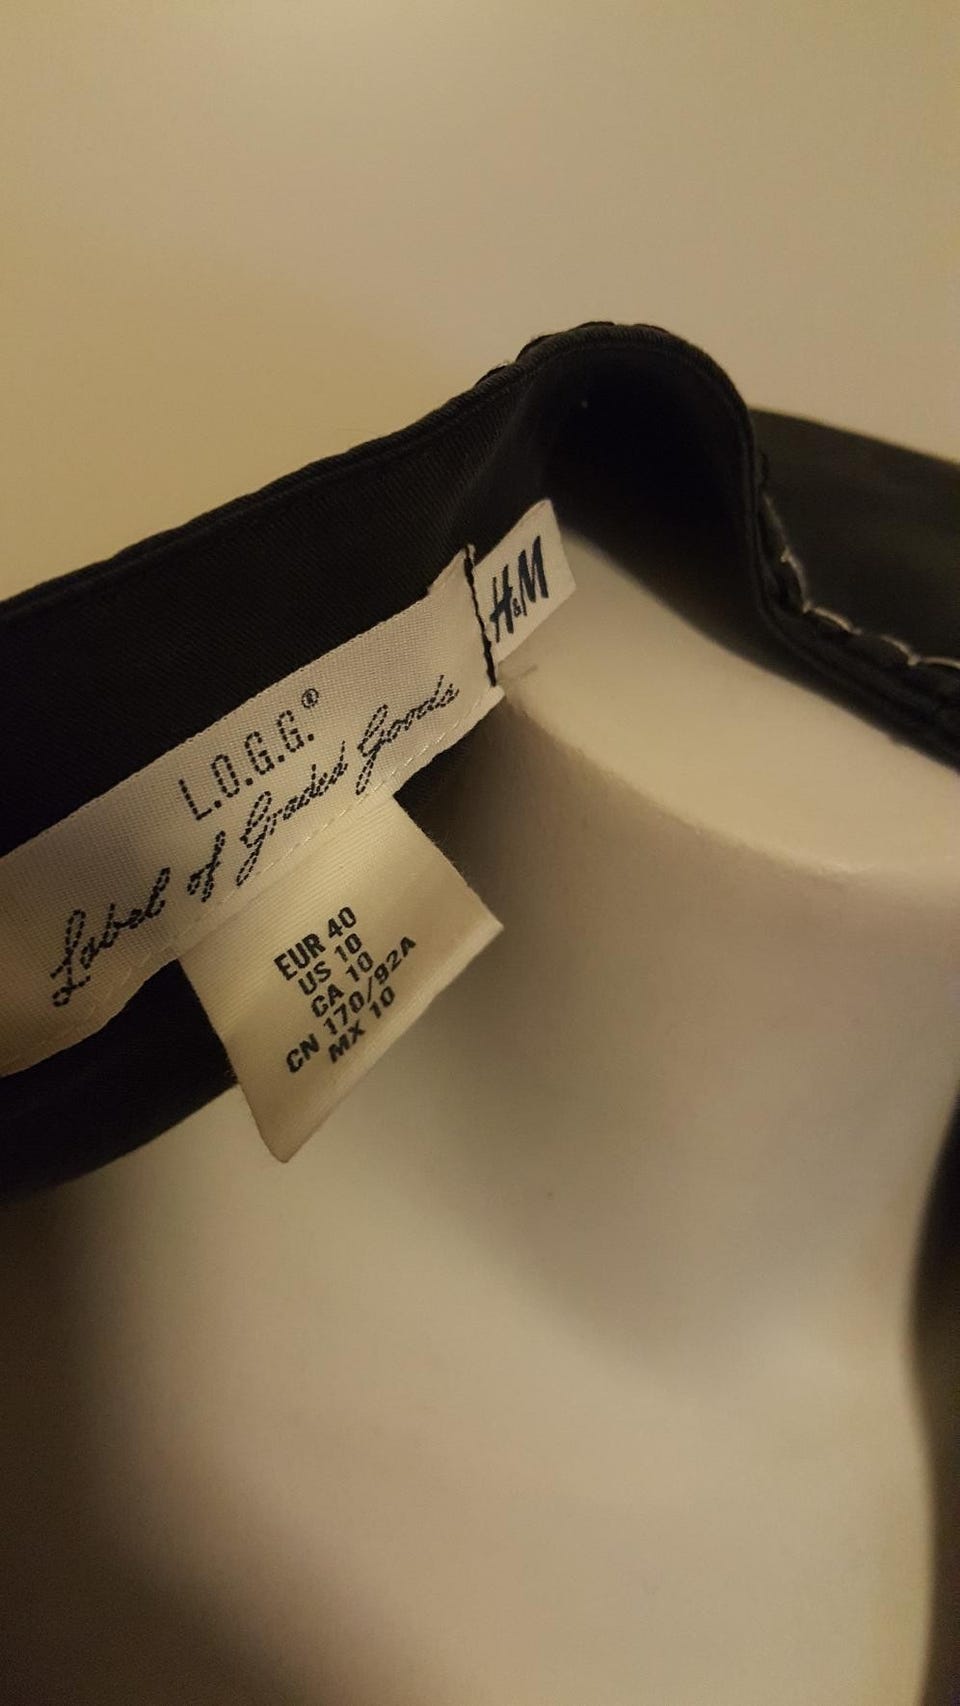 H&M
L.O.G.G.®
Label of Graded Goods
EUR 40
US 10
CA 10
CN 170/92A
MX 10